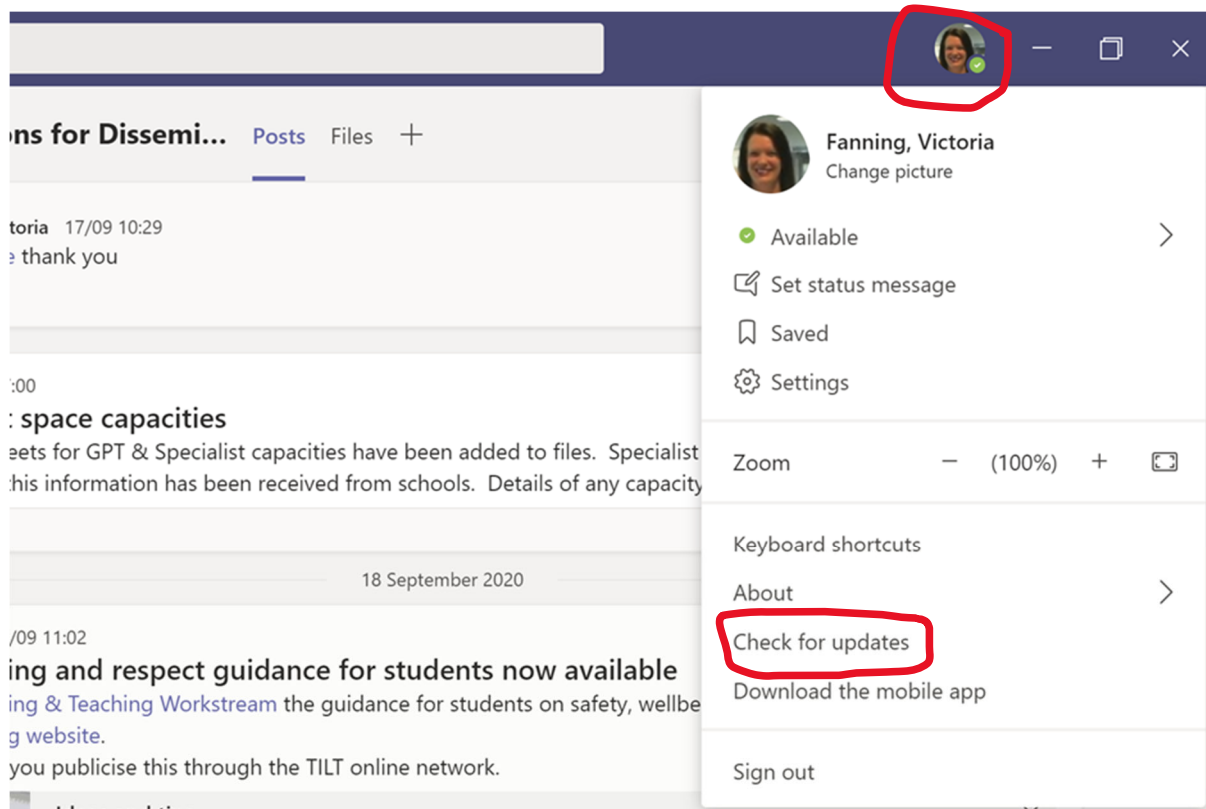 ons for Dissemi... Posts Files +
toria 17/09 10:29
e thank you
:00
space capacities
eets for GPT & Specialist capacities have been added to files. Specialist
this information has been received from schools. Details of any capacity
18 September 2020
/09 11:02
ing and respect guidance for students now available
ing & Teaching Workstream the guidance for students on safety, wellbe
g website.
you publicise this through the TILT online network.
Fanning, Victoria
Change picture
Available
Set status message
Saved
Settings
Zoom − (100%) +
Keyboard shortcuts
About
Check for updates
Download the mobile app
Sign out